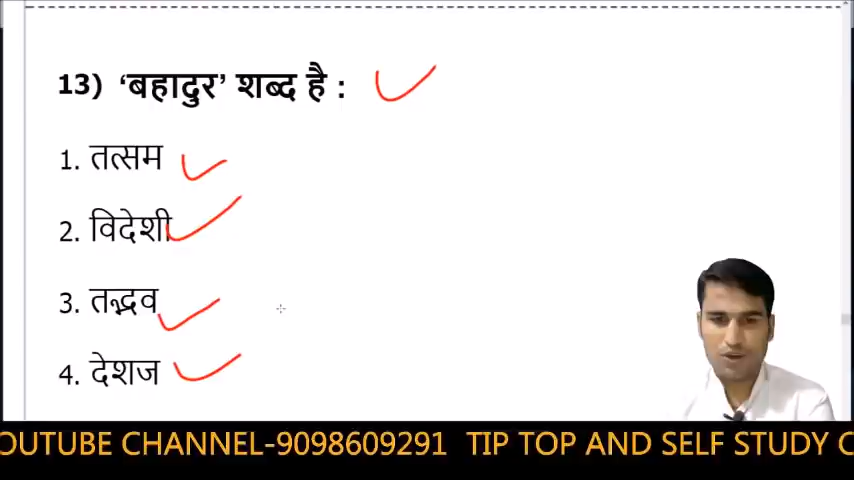 13) ‘बहादुर’ शब्द है :
1. तत्सम
2. विदेशी
3. तद्भव
4. देशज
OUTUBE CHANNEL-9098609291 TIP TOP AND SELF STUDY C